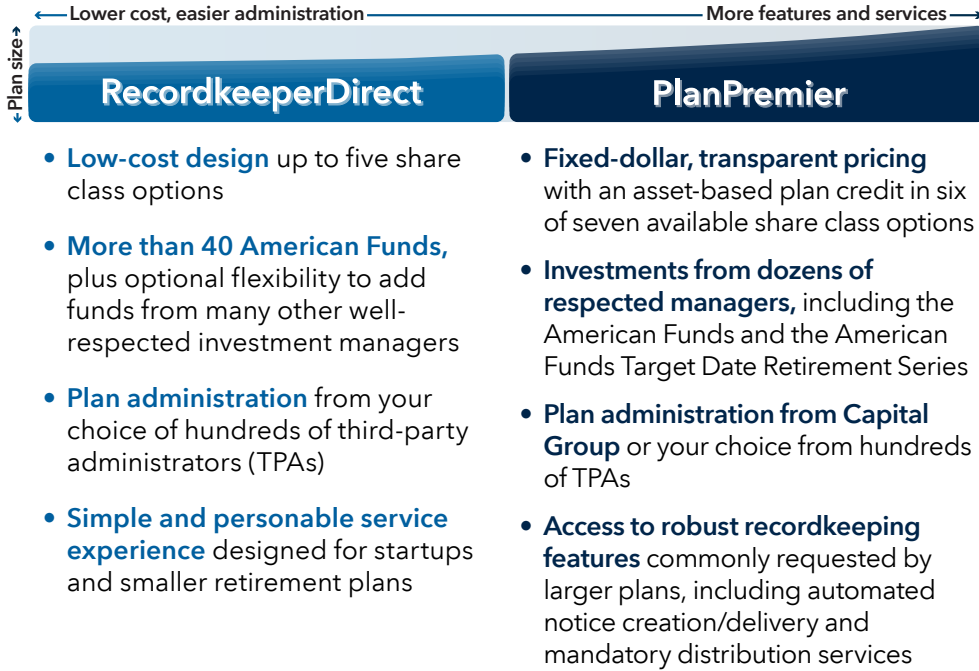 Lower cost, easier administration
More features and services
Plan size
RecordkeeperDirect
• Low-cost design up to five share
class options
• More than 40 American Funds,
plus optional flexibility to add
funds from many other well-
respected investment managers
• Plan administration from your
choice of hundreds of third-party
administrators (TPAs)
• Simple and personable service
experience designed for startups
and smaller retirement plans
PlanPremier
• Fixed-dollar, transparent pricing
with an asset-based plan credit in six
of seven available share class options
• Investments from dozens of
respected managers, including the
American Funds and the American
Funds Target Date Retirement Series
• Plan administration from Capital
Group or your choice from hundreds
of TPAs
• Access to robust recordkeeping
features commonly requested by
larger plans, including automated
notice creation/delivery and
mandatory distribution services